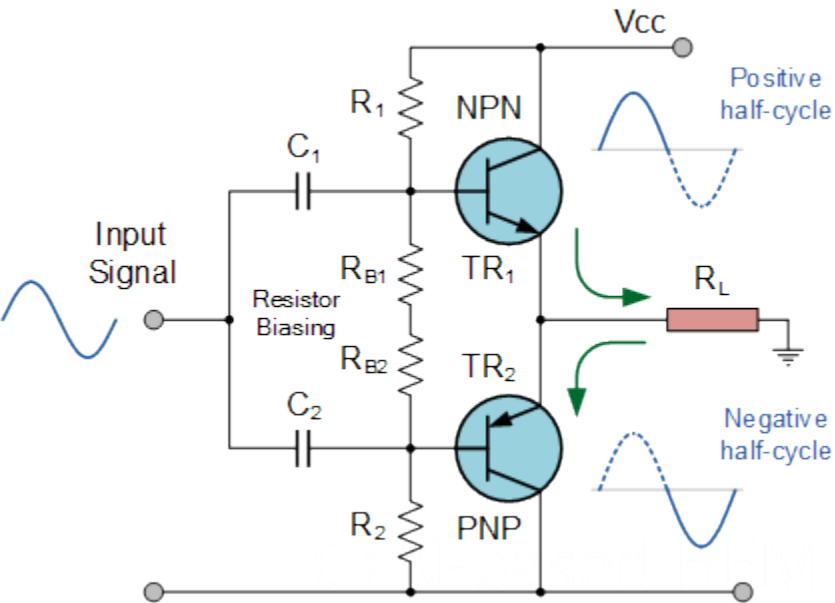 Vcc
Positive
half-cycle
R1
NPN
C1
Input
Signal
RB1
TR1
RL
Resistor
Biasing
RB2
TR2
C2
Negative
half-cycle
R2
PNP